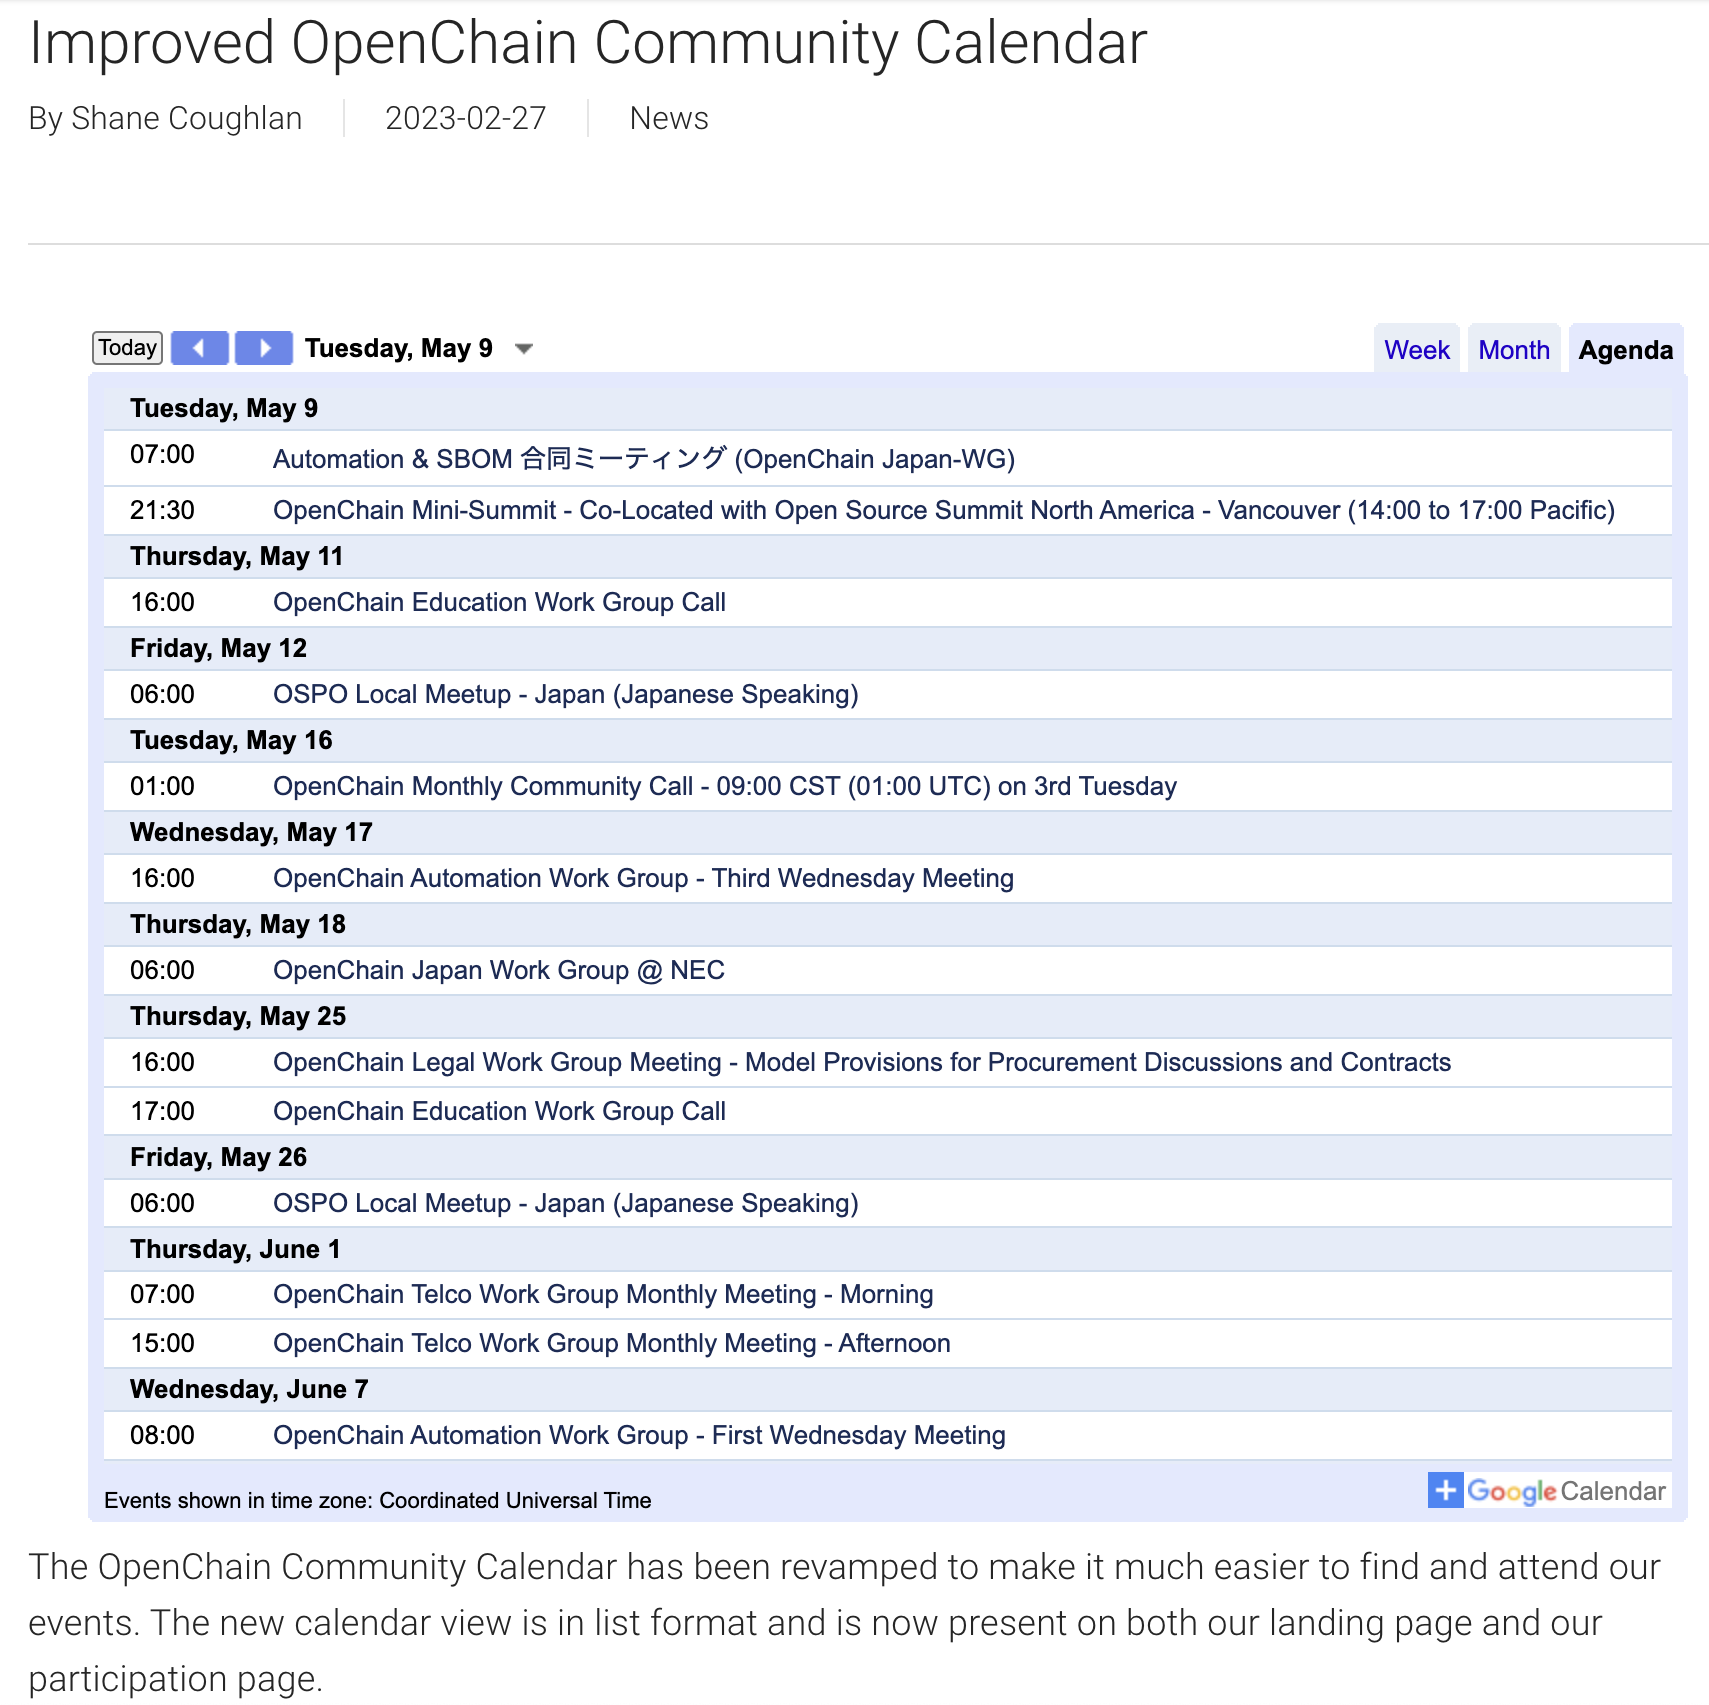 Improved OpenChain Community Calendar
By Shane Coughlan 2023-02-27 News
Today Tuesday, May 9 Week Month Agenda
Tuesday, May 9
07:00 Automation & SBOM 合同ミーティング (OpenChain Japan-WG)
21:30 OpenChain Mini-Summit - Co-Located with Open Source Summit North America - Vancouver (14:00 to 17:00 Pacific)
Thursday, May 11
16:00 OpenChain Education Work Group Call
Friday, May 12
06:00 OSPO Local Meetup - Japan (Japanese Speaking)
Tuesday, May 16
01:00 OpenChain Monthly Community Call - 09:00 CST (01:00 UTC) on 3rd Tuesday
Wednesday, May 17
16:00 OpenChain Automation Work Group - Third Wednesday Meeting
Thursday, May 18
06:00 OpenChain Japan Work Group @ NEC
Thursday, May 25
16:00 OpenChain Legal Work Group Meeting - Model Provisions for Procurement Discussions and Contracts
17:00 OpenChain Education Work Group Call
Friday, May 26
06:00 OSPO Local Meetup - Japan (Japanese Speaking)
Thursday, June 1
07:00 OpenChain Telco Work Group Monthly Meeting - Morning
15:00 OpenChain Telco Work Group Monthly Meeting - Afternoon
Wednesday, June 7
08:00 OpenChain Automation Work Group - First Wednesday Meeting
Events shown in time zone: Coordinated Universal Time + Google Calendar
The OpenChain Community Calendar has been revamped to make it much easier to find and attend our
events. The new calendar view is in list format and is now present on both our landing page and our
participation page.